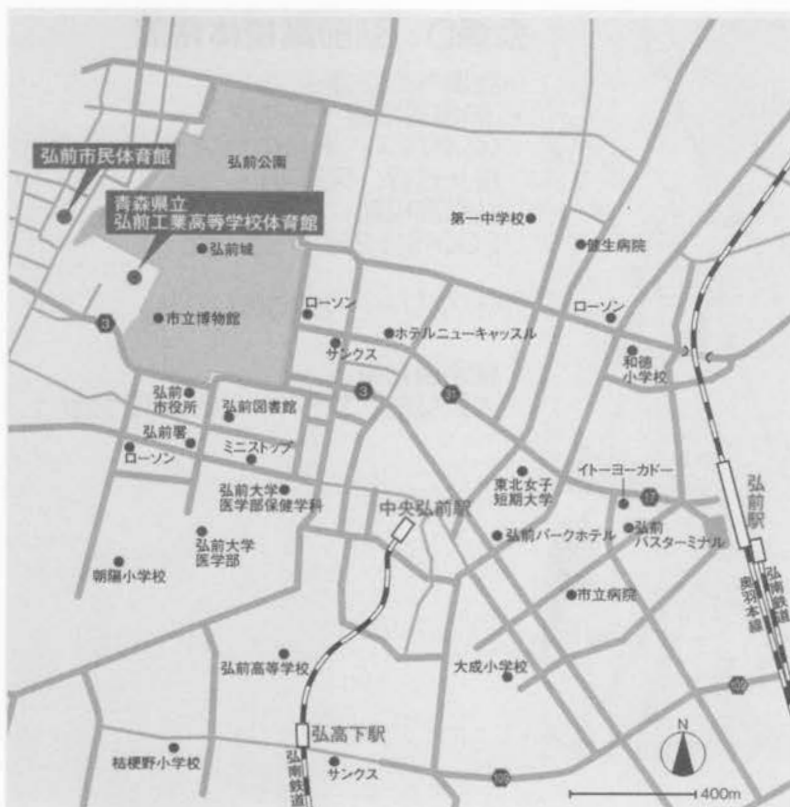 弘前市民体育館
弘前公園
青森県立
弘前工業高等学校体育館
第一中学校
弘前城
健生病院
ローソン
ローソン
市立博物館
3
ホテルニューキャッスル
サンクス
和徳
小学校
弘前
市役所
3
31
弘前図書館
弘前署
ローソン
ミニストップ
東北女子
短期大学
イトーヨーカドー
17
弘前駅
弘前大学
医学部保健学科
中央弘前駅
弘前パークホテル
弘前
バスターミナル
弘前大学
医学部
朝陽小学校
市立病院
弘南鉄道
奥羽本線
弘前高等学校
大成小学校
弘高下駅
弘南鉄道
桔梗野小学校
サンクス
N
400m